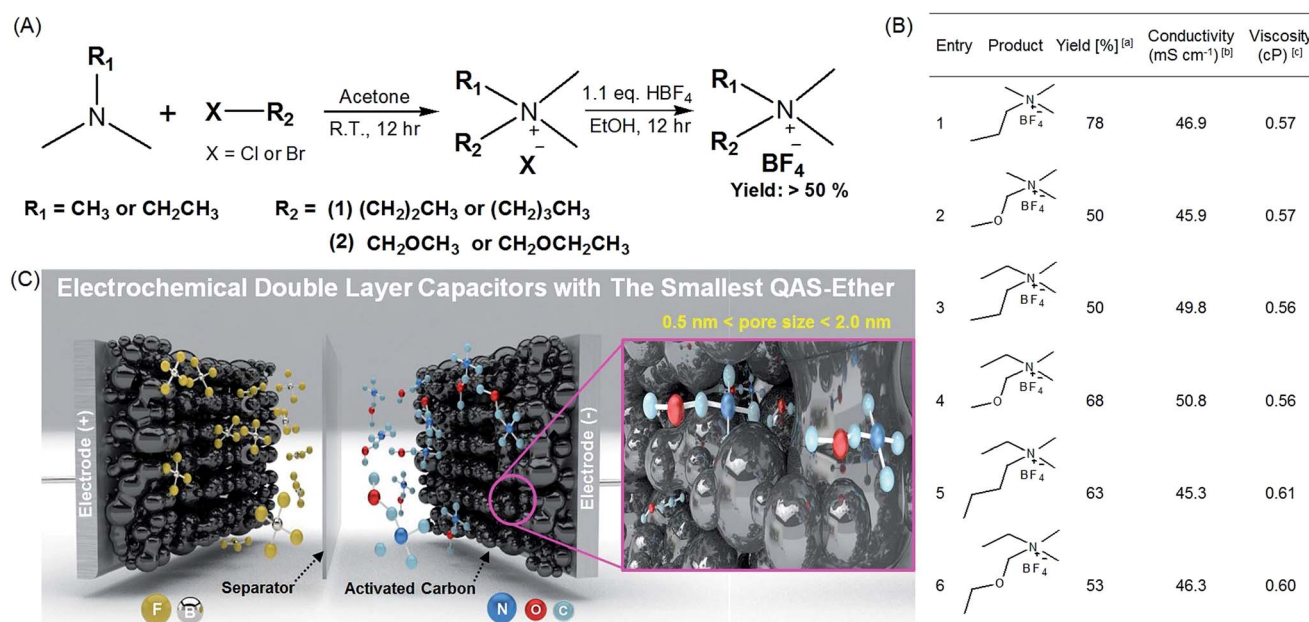 (A)
R1
N
+
X—R2
X = Cl or Br
Acetone
R.T., 12 hr
R1
N
+
R2
X
−
1.1 eq. HBF4
EtOH, 12 hr
R1
N
+
R2
−
BF4
Yield: > 50 %
R1 = CH3 or CH2CH3
R2 = (1) (CH2)2CH3 or (CH2)3CH3
(2) CH2OCH3 or CH2OCH2CH3
(B)
Entry Product Yield [%] [a] Conductivity (mS cm⁻¹) [b] Viscosity (cP) [c]
1 N + − BF4 78 46.9 0.57
2 N + − BF4 O 50 45.9 0.57
3 N + − BF4 50 49.8 0.56
4 N + − BF4 O 68 50.8 0.56
5 N + − BF4 63 45.3 0.61
6 N + − BF4 O 53 46.3 0.60
(C)
Electrochemical Double Layer Capacitors with The Smallest QAS-Ether
0.5 nm < pore size < 2.0 nm
Electrode (+)
Electrode (-)
Separator
Activated Carbon
F B N O C